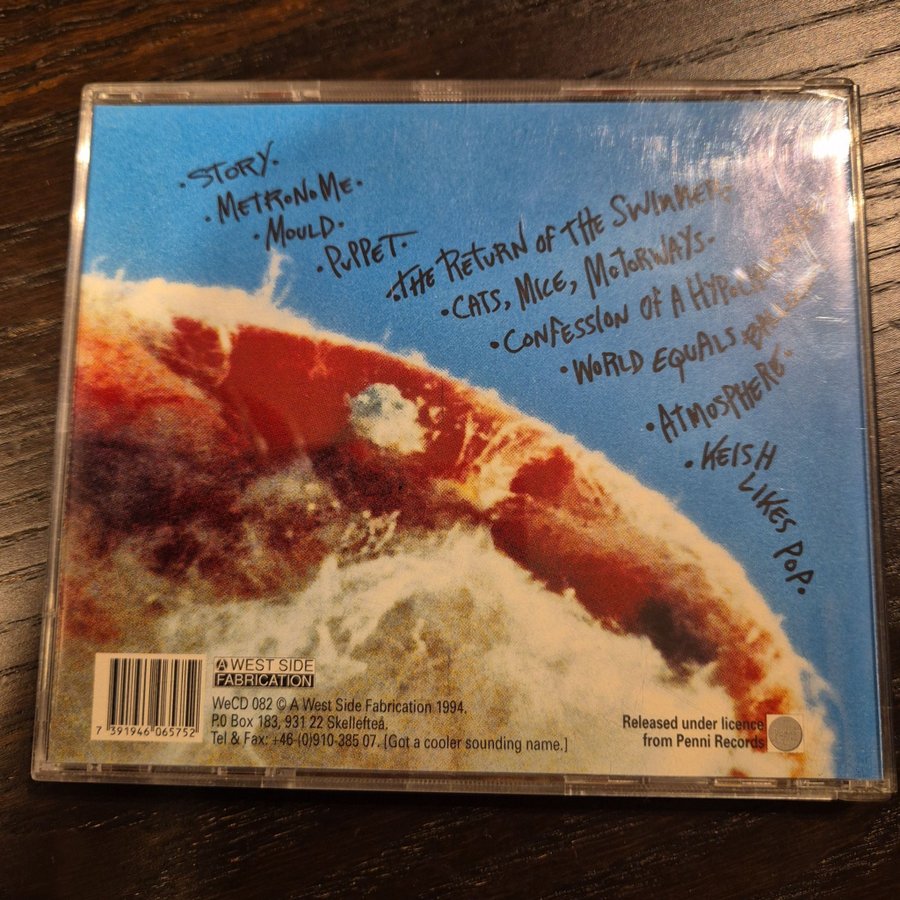 ·STORY.
·METRONOME.
·MOULD.
·PUPPET.
·THE RETURN OF THE SWIMMER.
·CATS, MICE, MOTORWAYS.
·CONFESSION OF A
·WORLD EQUALS
·ATMOSPHERE.
·KEISH
LIKES POP.
A WEST SIDE
FABRICATION
WeCD 082 © A West Side Fabrication 1994.
P.O Box 183, 931 22 Skellefteå.
Tel & Fax: +46 (0)910-385 07. [Got a cooler sounding name.]
7 391946 065752
Released under licence
from Penni Records